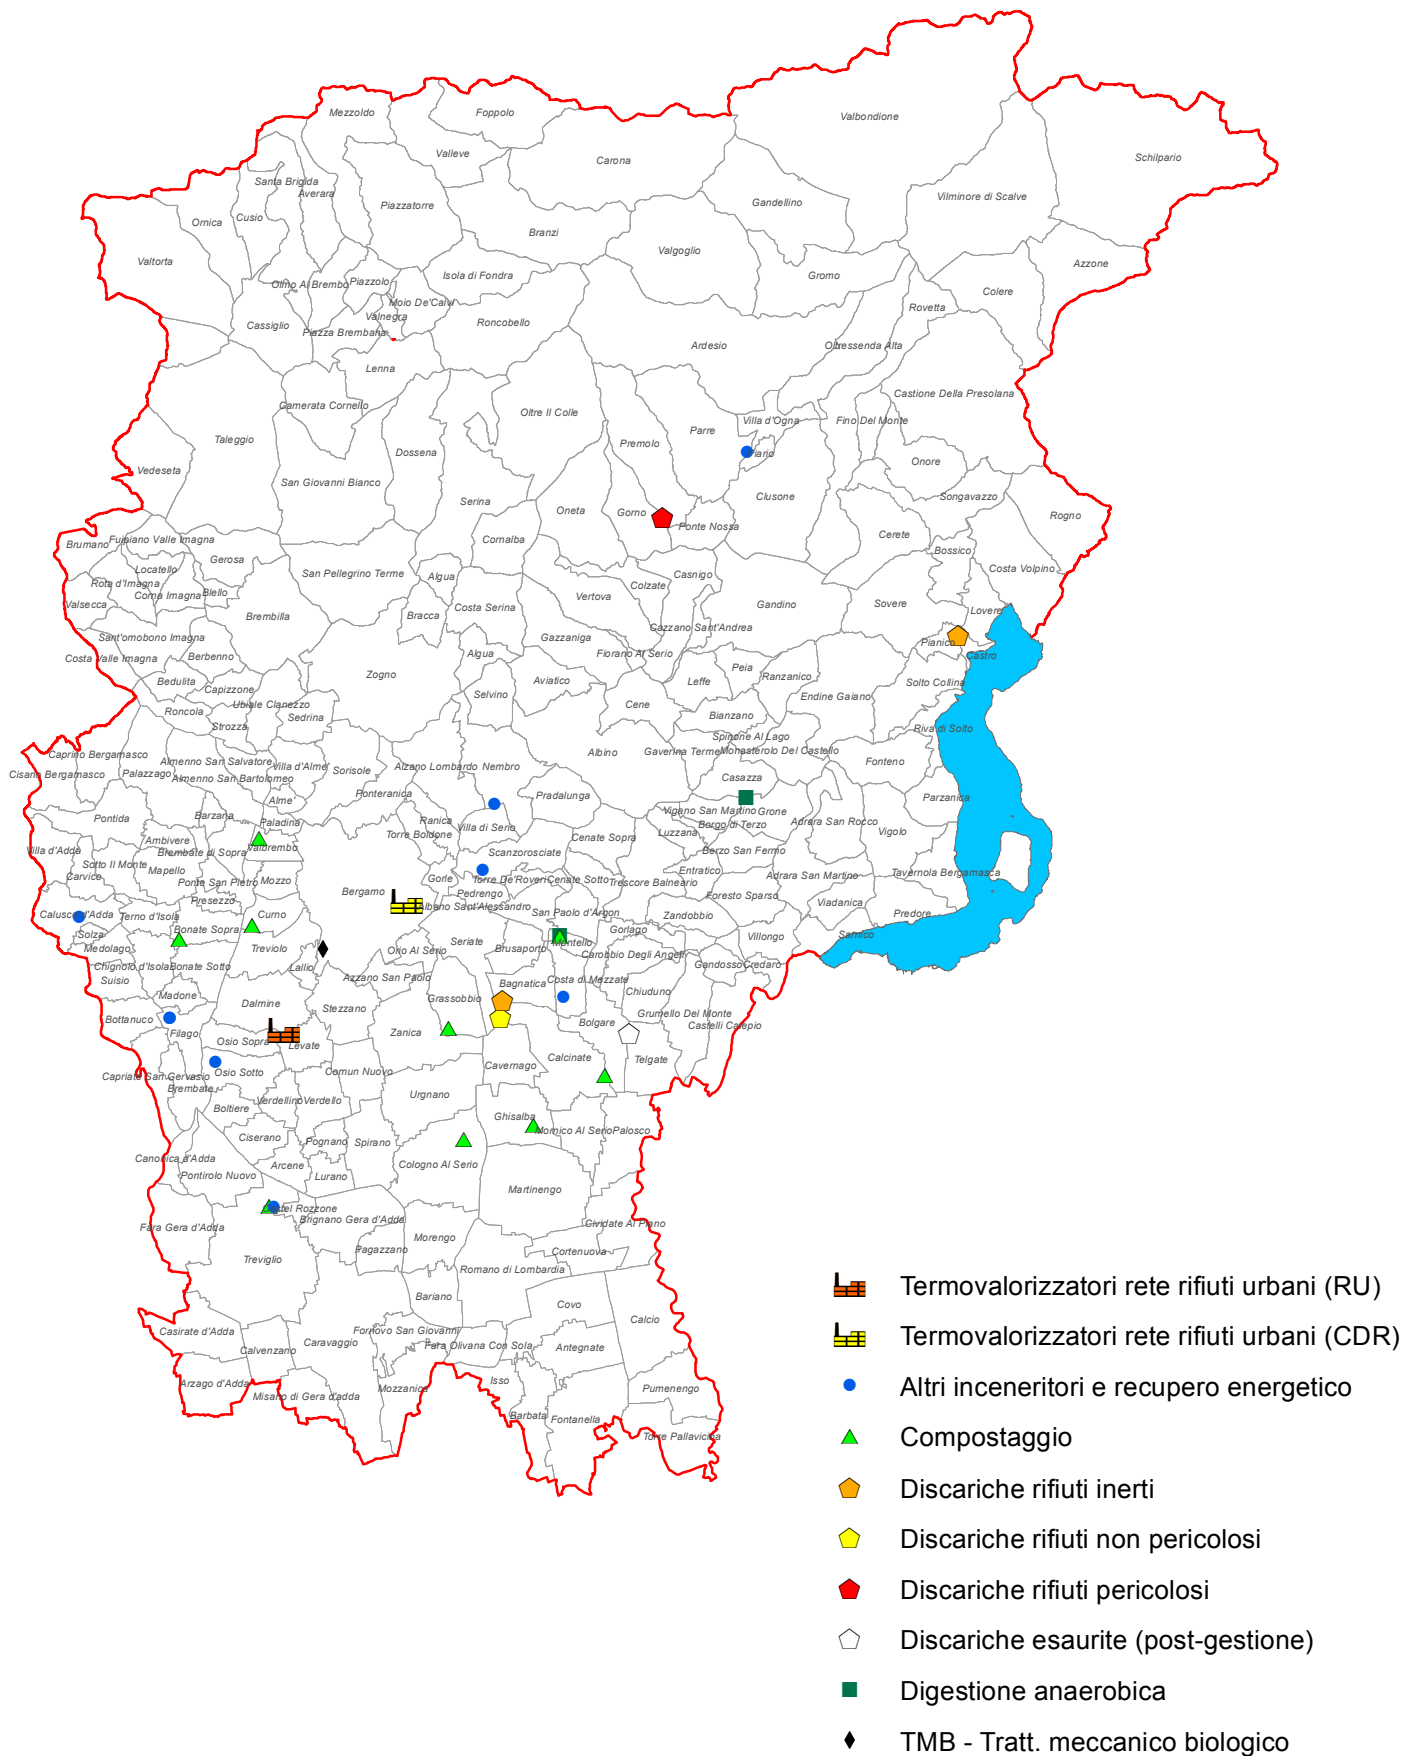 Mezzoldo
Foppolo
Valbondione
Valleve
Carona
Schilpario
Santa Brigida
Averara
Piazzatorre
Gandellino
Vilminore di Scalve
Ornica
Cusio
Branzi
Valgoglio
Valtorta
Azzone
Isola di Fondra
Gromo
Olmo Al Brembo
Piazzolo
Colere
Moio De'Calvi
Rovetta
Valnegra
Cassiglio
Piazza Brembana
Roncobello
Ardesio
Oltressenda Alta
Lenna
Castione Della Presolana
Camerata Cornello
Oltre Il Colle
Villa d'Ogna
Fino Del Monte
Parre
Taleggio
Premolo
Dossena
Piario
Onore
Vedeseta
San Giovanni Bianco
Clusone
Songavazzo
Serina
Oneta
Gorno
Rogno
Ponte Nossa
Cerete
Fuipiano Valle Imagna
Brumano
Cornalba
Bossico
Gerosa
Locatello
Costa Volpino
San Pellegrino Terme
Algua
Casnigo
Rota d'Imagna
Colzate
Corna Imagna
Blello
Vertova
Valsecca
Costa Serina
Gandino
Sovere
Lovere
Brembilla
Bracca
Cazzano Sant'Andrea
Sant'omobono Imagna
Gazzaniga
Pianico
Costa Valle Imagna
Berbenno
Algua
Fiorano Al Serio
Castro
Peia
Zogno
Ranzanico
Bedulita
Aviatico
Leffe
Solto Collina
Capizzone
Selvino
Endine Gaiano
Ubiale Clanezzo
Cene
Roncola
Sedrina
Bianzano
Strozza
Riva di Solto
Spinone Al Lago
Caprino Bergamasco
Albino
Gaverina Terme
Monasterolo Del Castello
Almenno San Salvatore
Villa d'Alme
Sorisole
Alzano Lombardo
Nembro
Fonteno
Cisano Bergamasco
Palazzago
Almenno San Bartolomeo
Casazza
Ponteranica
Pradalunga
Parzanica
Alme
Vigano San Martino
Grone
Pontida
Barzana
Paladina
Ranica
Villa di Serio
Borgo di Terzo
Adrara San Rocco
Torre Boldone
Luzzana
Vigolo
Ambivere
Cenate Sopra
Villa d'Adda
Brembate di Sopra
Valbrembo
Scanzorosciate
Berzo San Fermo
Sotto Il Monte
Carvico
Mapello
Entratico
Adrara San Martino
Tavernola Bergamasca
Ponte San Pietro
Mozzo
Gorle
Torre De'Roveri
Cenate Sotto
Trescore Balneario
Bergamo
Pedrengo
Foresto Sparso
Presezzo
Albano Sant'Alessandro
Viadanica
Calusco d'Adda
Terno d'Isola
Curno
San Paolo d'Argon
Zandobbio
Predore
Solza
Bonate Sopra
Gorlago
Sarnico
Medolago
Treviolo
Orio Al Serio
Seriate
Brusaporto
Montello
Villongo
Carobbio Degli Angeli
Chignolo d'Isola
Bonate Sotto
Lallio
Gandosso
Credaro
Suisio
Azzano San Paolo
Bagnatica
Costa di Mezzate
Madone
Dalmine
Stezzano
Grassobbio
Chiuduno
Bottanuco
Grumello Del Monte
Filago
Zanica
Bolgare
Castelli Calepio
Osio Sopra
Levate
Cavernago
Calcinate
Telgate
Capriate San Gervasio
Osio Sotto
Comun Nuovo
Brembate
Verdellino
Verdello
Urgnano
Boltiere
Ghisalba
Mornico Al Serio
Palosco
Ciserano
Pognano
Spirano
Canonica d'Adda
Arcene
Cologno Al Serio
Pontirolo Nuovo
Lurano
Martinengo
Castel Rozzone
Fara Gera d'Adda
Brignano Gera d'Adda
Cividate Al Piano
Morengo
Pagazzano
Cortenuova
Treviglio
Romano di Lombardia
Termovalorizzatori rete rifiuti urbani (RU)
Bariano
Covo
Calcio
Casirate d'Adda
Fornovo San Giovanni
Termovalorizzatori rete rifiuti urbani (CDR)
Caravaggio
Fara Olivana Con Sola
Antegnate
Calvenzano
Arzago d'Adda
Isso
Altri inceneritori e recupero energetico
Misano di Gera d'adda
Mozzanica
Pumenengo
Barbata
Fontanella
Torre Pallavicina
Compostaggio
Discariche rifiuti inerti
Discariche rifiuti non pericolosi
Discariche rifiuti pericolosi
Discariche esaurite (post-gestione)
Digestione anaerobica
TMB - Tratt. meccanico biologico